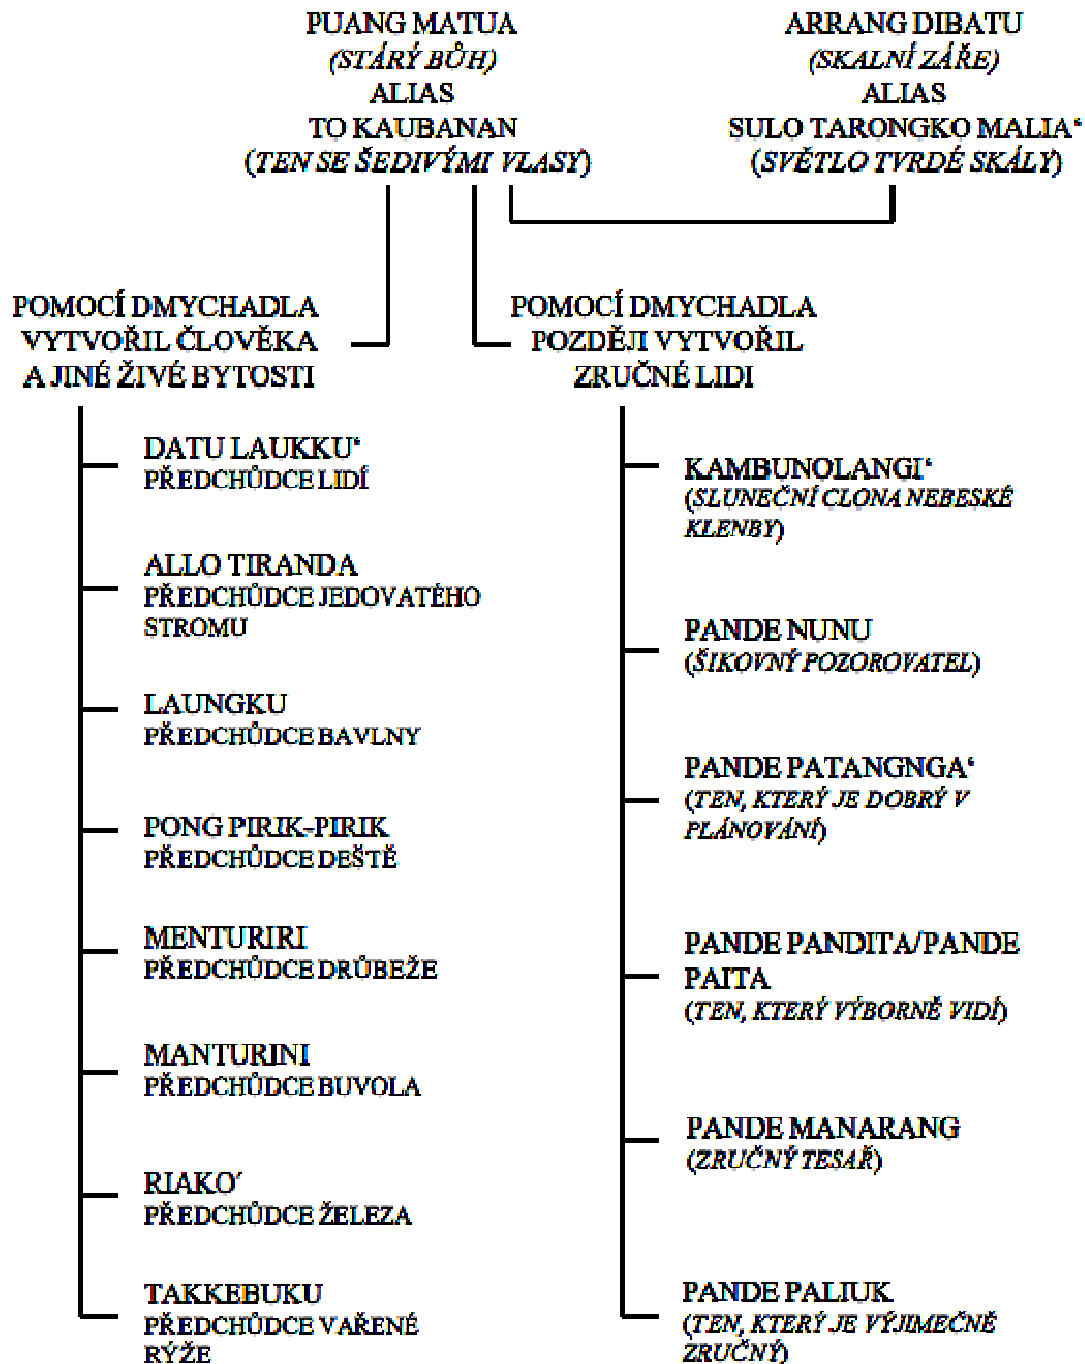 PUANG MATUA
(STÁRÝ BŮH)
ALIAS
TO KAUBANAN
(TEN SE ŠEDIVÝMI VLASY)
ARRANG DIBATU
(SKALNÍ ZÁŘE)
ALIAS
SULO TARONGKO MALIA‘
(SVĚTLO TVRDÉ SKÁLY)
POMOCÍ DMYCHADLA
VYTVOŘIL ČLOVĚKA
A JINÉ ŽIVÉ BYTOSTI
DATU LAUKKU‘
PŘEDCHŮDCE LIDÍ
ALLO TIRANDA
PŘEDCHŮDCE JEDOVATÉHO
STROMU
LAUNGKU
PŘEDCHŮDCE BAVLNY
PONG PIRIK-PIRIK
PŘEDCHŮDCE DEŠTĚ
MENTURIRI
PŘEDCHŮDCE DRŮBEŽE
MANTURINI
PŘEDCHŮDCE BUVOLA
RIAKO′
PŘEDCHŮDCE ŽELEZA
TAKKEBUKU
PŘEDCHŮDCE VAŘENÉ
RÝŽE
POMOCÍ DMYCHADLA
POZDĚJI VYTVOŘIL
ZRUČNÉ LIDI
KAMBUNOLANGI‘
(SLUNEČNÍ CLONA NEBESKÉ
KLENBY)
PANDE NUNU
(ŠIKOVNÝ POZOROVATEL)
PANDE PATANGNGA‘
(TEN, KTERÝ JE DOBRÝ V
PLÁNOVÁNÍ)
PANDE PANDITA/PANDE
PAITA
(TEN, KTERÝ VÝBORNĚ VIDÍ)
PANDE MANARANG
(ZRUČNÝ TESAŘ)
PANDE PALIUK
(TEN, KTERÝ JE VÝJIMEČNĚ
ZRUČNÝ)